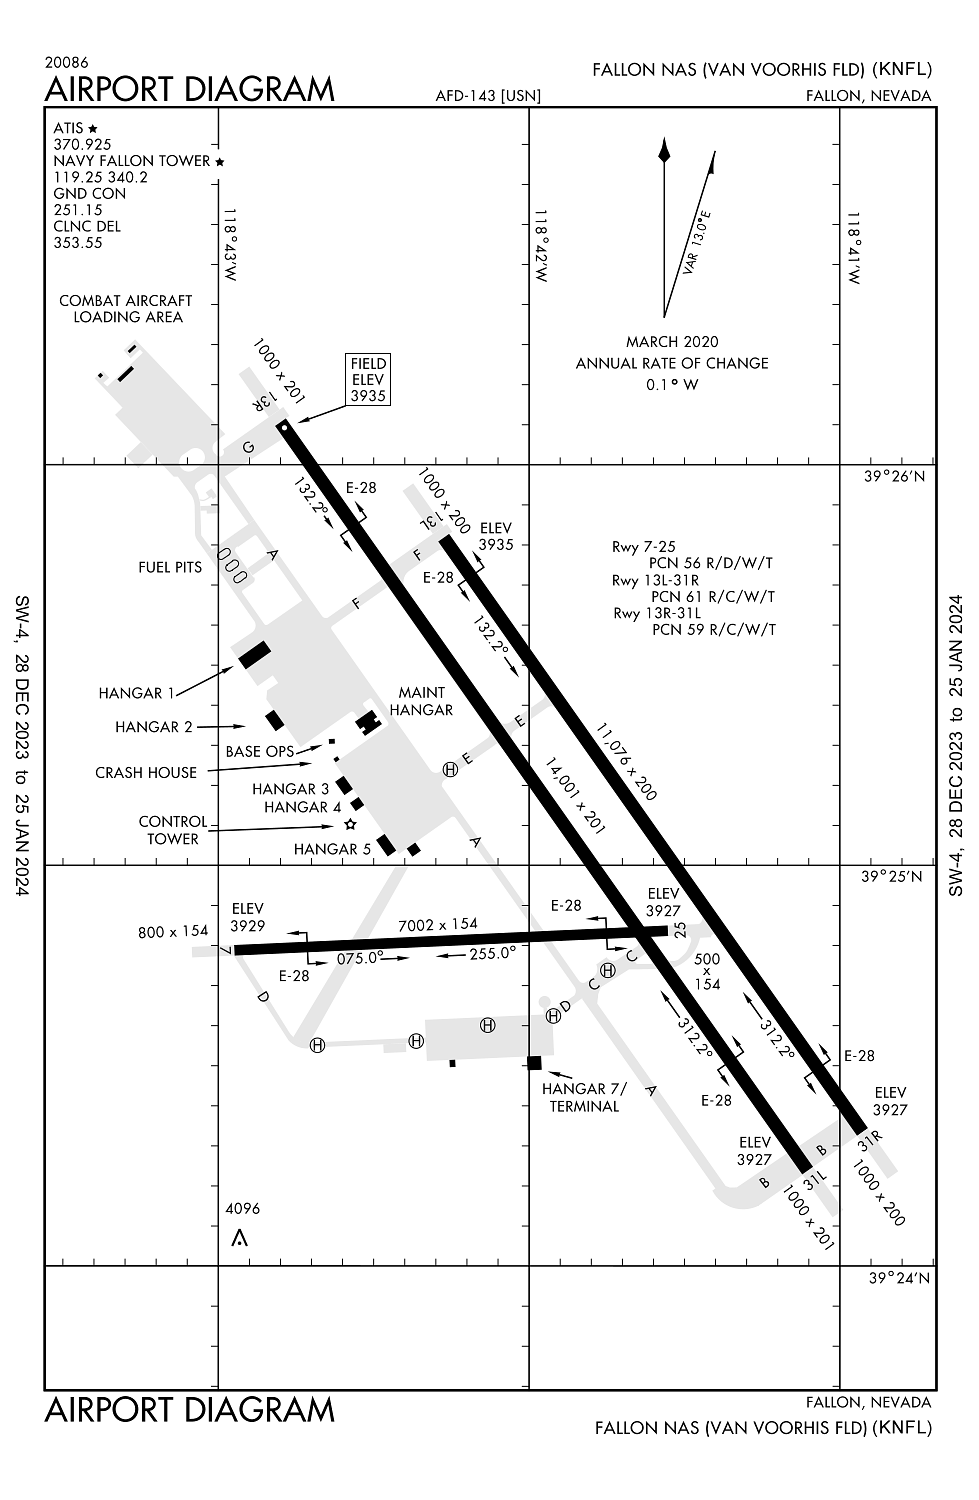 20086
AIRPORT DIAGRAM
AFD-143 [USN]
FALLON NAS (VAN VOORHIS FLD) (KNFL)
FALLON, NEVADA
ATIS ★
370.925
NAVY FALLON TOWER ★
119.25 340.2
GND CON
251.15
CLNC DEL
353.55
118°43'W
118°42'W
118°41'W
VAR 13.0°E
MARCH 2020
ANNUAL RATE OF CHANGE
0.1° W
COMBAT AIRCRAFT
LOADING AREA
1000 x 201
13R
FIELD
ELEV
3935
G
39°26'N
132.2°
E-28
1000 x 200
13L
ELEV
3935
F
E-28
132.2°
A
F
FUEL PITS
Rwy 7-25
PCN 56 R/D/W/T
Rwy 13L-31R
PCN 61 R/C/W/T
Rwy 13R-31L
PCN 59 R/C/W/T
HANGAR 1
HANGAR 2
MAINT
HANGAR
BASE OPS
CRASH HOUSE
HANGAR 3
HANGAR 4
CONTROL
TOWER
HANGAR 5
E
E
H
A
11,076 x 200
14,001 x 201
39°25'N
800 x 154
ELEV
3929
7
7002 x 154
E-28
ELEV
3927
25
E-28
075.0°
255.0°
500
x
154
C
H
C
D
D
H
H
H
H
312.2°
312.2°
HANGAR 7/
TERMINAL
A
E-28
E-28
ELEV
3927
ELEV
3927
B
B
31L
31R
1000 x 201
1000 x 200
4096
39°24'N
SW-4, 28 DEC 2023 to 25 JAN 2024
SW-4, 28 DEC 2023 to 25 JAN 2024
AIRPORT DIAGRAM
FALLON, NEVADA
FALLON NAS (VAN VOORHIS FLD) (KNFL)